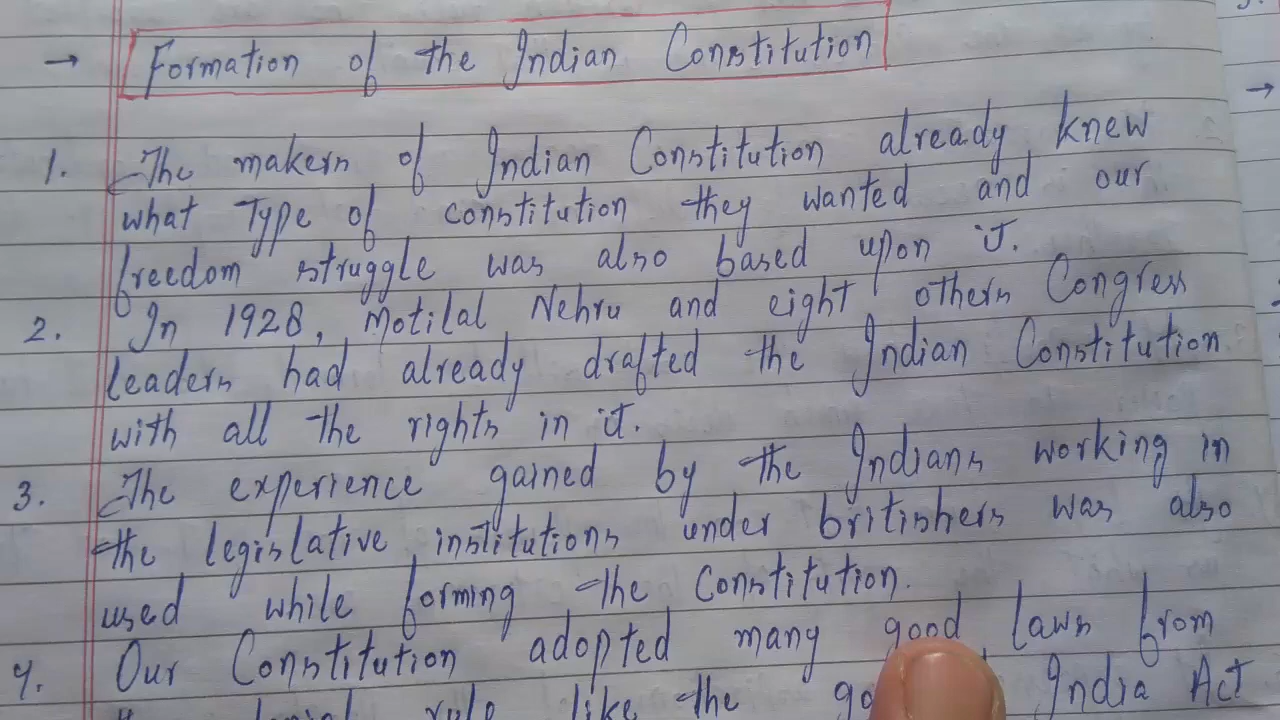 → Formation of the Indian Constitution
1. The makers of Indian Constitution already knew
what Type of constitution they wanted and our
freedom struggle was also based upon it.
2. In 1928, Motilal Nehru and eight others Congress
leaders had already drafted the Indian Constitution
with all the rights in it.
3. The experience gained by the Indians working in
the legislative institutions under britishers was also
used while forming the Constitution.
4. Our Constitution adopted many good laws from
rule like the India Act